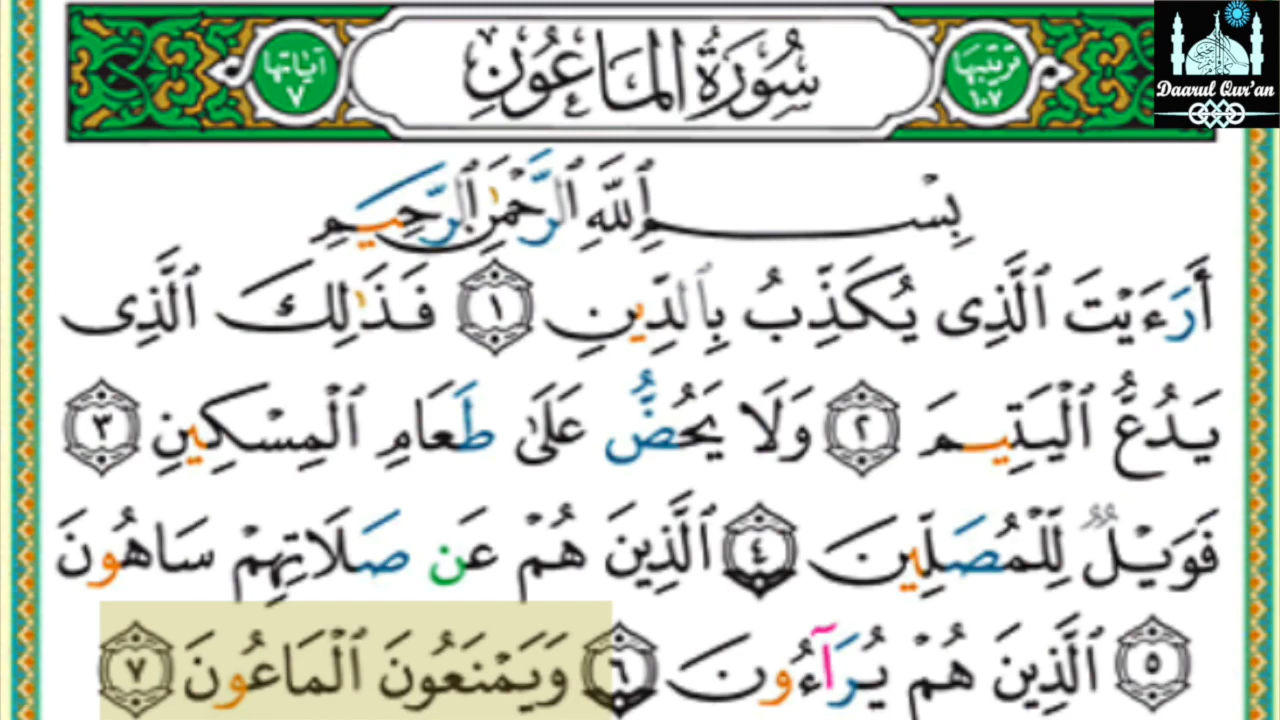 ترتيبها
١٠٧
سُورَةُ الْمَاعُونِ
آيَاتُهَا
٧
Daarul Qur'an
بِسْمِ ٱللَّهِ ٱلرَّحْمَٰنِ ٱلرَّحِيمِ
أَرَءَيْتَ ٱلَّذِى يُكَذِّبُ بِٱلدِّينِ ١ فَذَٰلِكَ ٱلَّذِى
يَدُعُّ ٱلْيَتِيمَ ٢ وَلَا يَحُضُّ عَلَىٰ طَعَامِ ٱلْمِسْكِينِ ٣
فَوَيْلٌ لِّلْمُصَلِّينَ ٤ ٱلَّذِينَ هُمْ عَن صَلَاتِهِمْ سَاهُونَ
٥ ٱلَّذِينَ هُمْ يُرَآءُونَ ٦ وَيَمْنَعُونَ ٱلْمَاعُونَ ٧